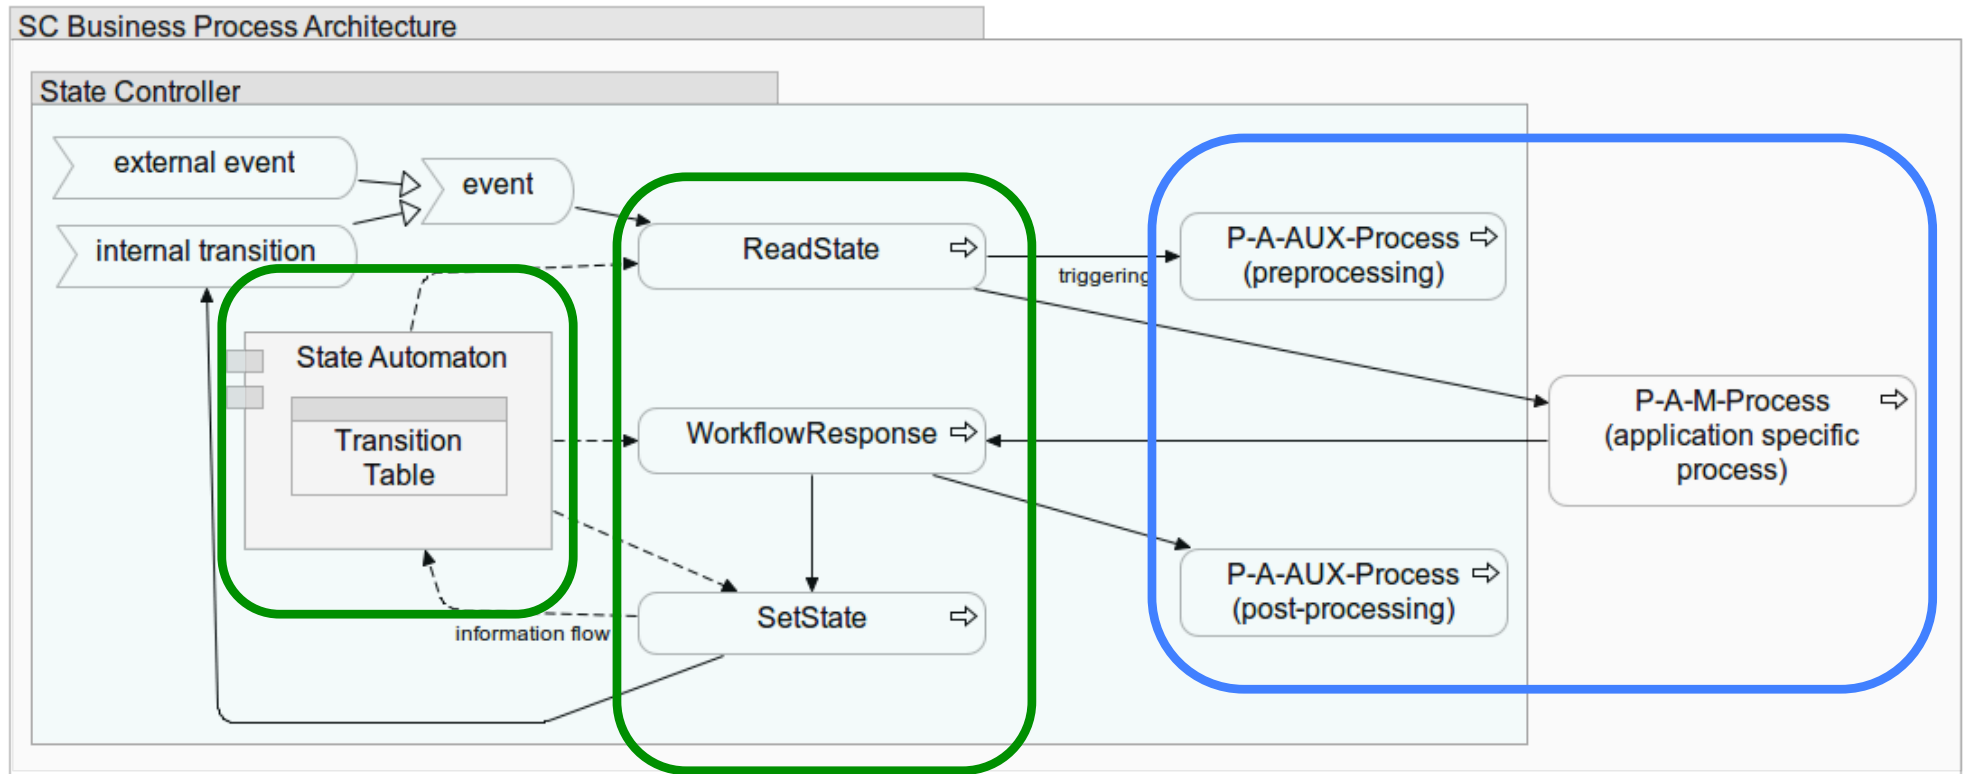 SC Business Process Architecture
State Controller
external event
event
internal transition
ReadState
triggering
P-A-AUX-Process
(preprocessing)
State Automaton
Transition
Table
WorkflowResponse
P-A-M-Process
(application specific
process)
SetState
information flow
P-A-AUX-Process
(post-processing)